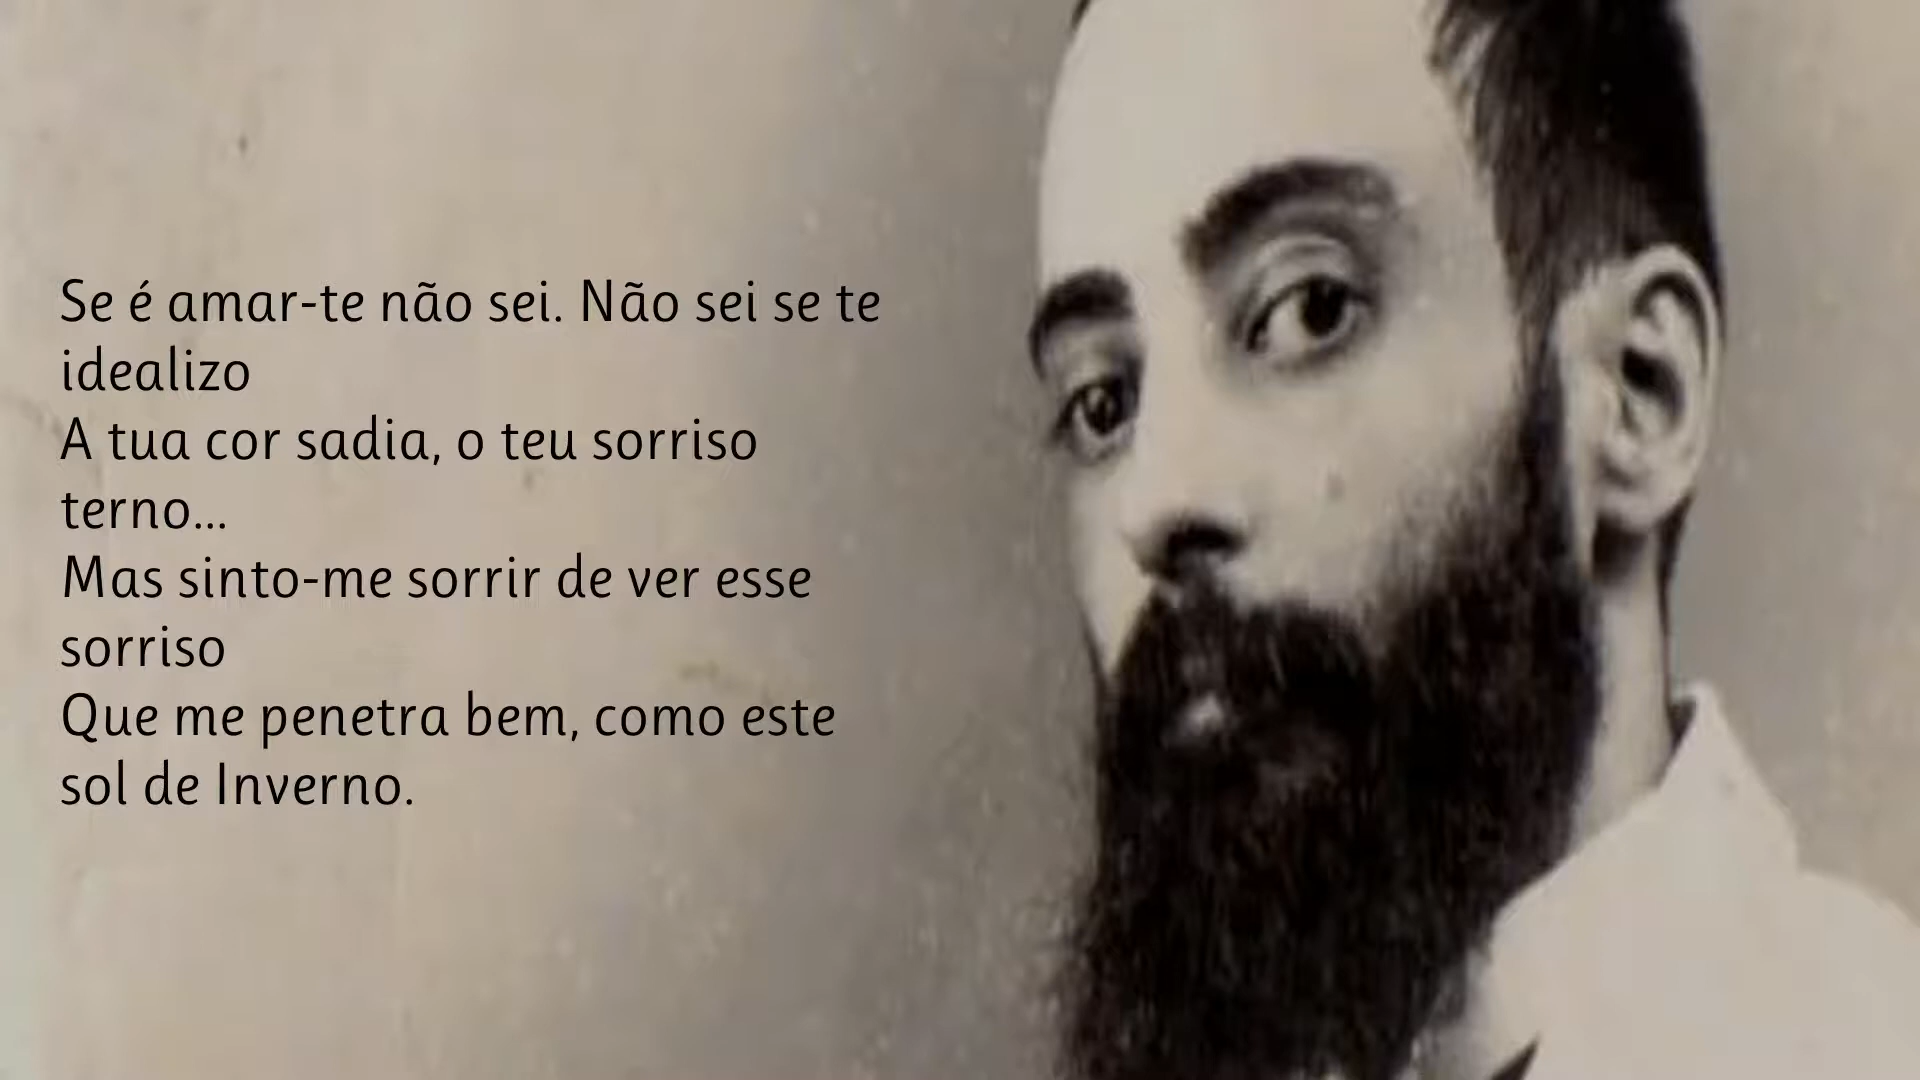 Se é amar-te não sei. Não sei se te
idealizo
A tua cor sadia, o teu sorriso
terno...
Mas sinto-me sorrir de ver esse
sorriso
Que me penetra bem, como este
sol de Inverno.